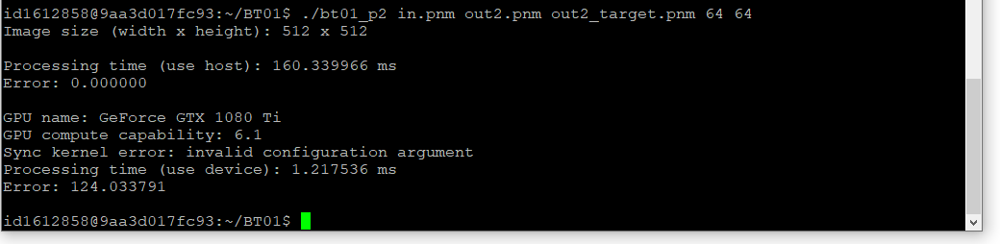 id1612858@9aa3d017fc93:~/BT01$ ./bt01_p2 in.pnm out2.pnm out2_target.pnm 64 64
Image size (width x height): 512 x 512
Processing time (use host): 160.339966 ms
Error: 0.000000
GPU name: GeForce GTX 1080 Ti
GPU compute capability: 6.1
Sync kernel error: invalid configuration argument
Processing time (use device): 1.217536 ms
Error: 124.033791
id1612858@9aa3d017fc93:~/BT01$